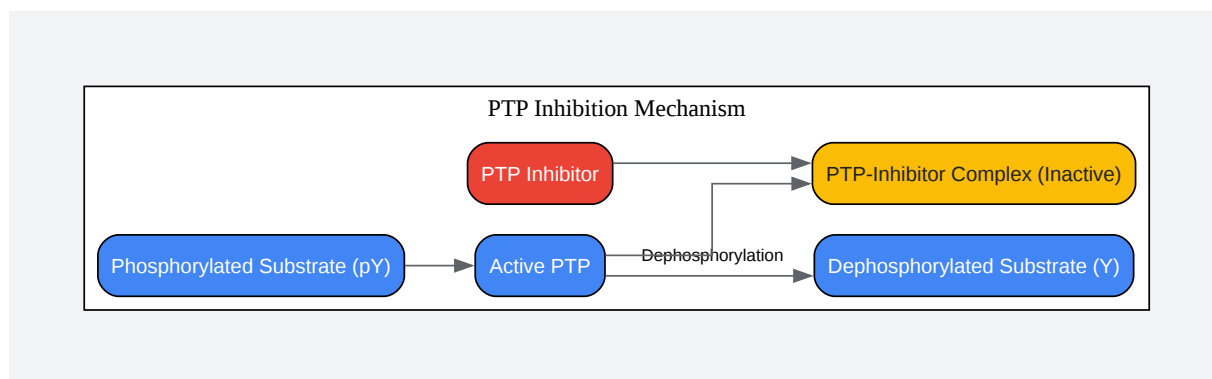 PTP Inhibition Mechanism
PTP Inhibitor
PTP-Inhibitor Complex (Inactive)
Phosphorylated Substrate (pY)
Active PTP
Dephosphorylation
Dephosphorylated Substrate (Y)